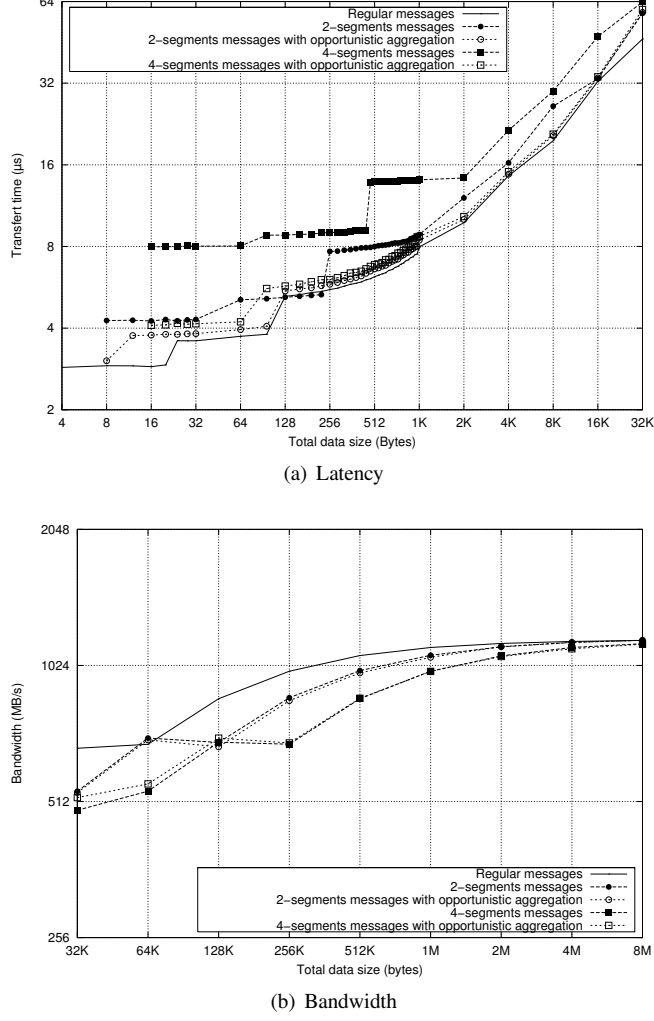 64
32
16
8
4
2
Transfert time (µs)
Regular messages
2−segments messages
2−segments messages with opportunistic aggregation
4−segments messages
4−segments messages with opportunistic aggregation
4 8 16 32 64 128 256 512 1K 2K 4K 8K 16K 32K
Total data size (Bytes)
(a) Latency
2048
1024
512
256
Bandwidth (MB/s)
Regular messages
2−segments messages
2−segments messages with opportunistic aggregation
4−segments messages
4−segments messages with opportunistic aggregation
32K 64K 128K 256K 512K 1M 2M 4M 8M
Total data size (bytes)
(b) Bandwidth